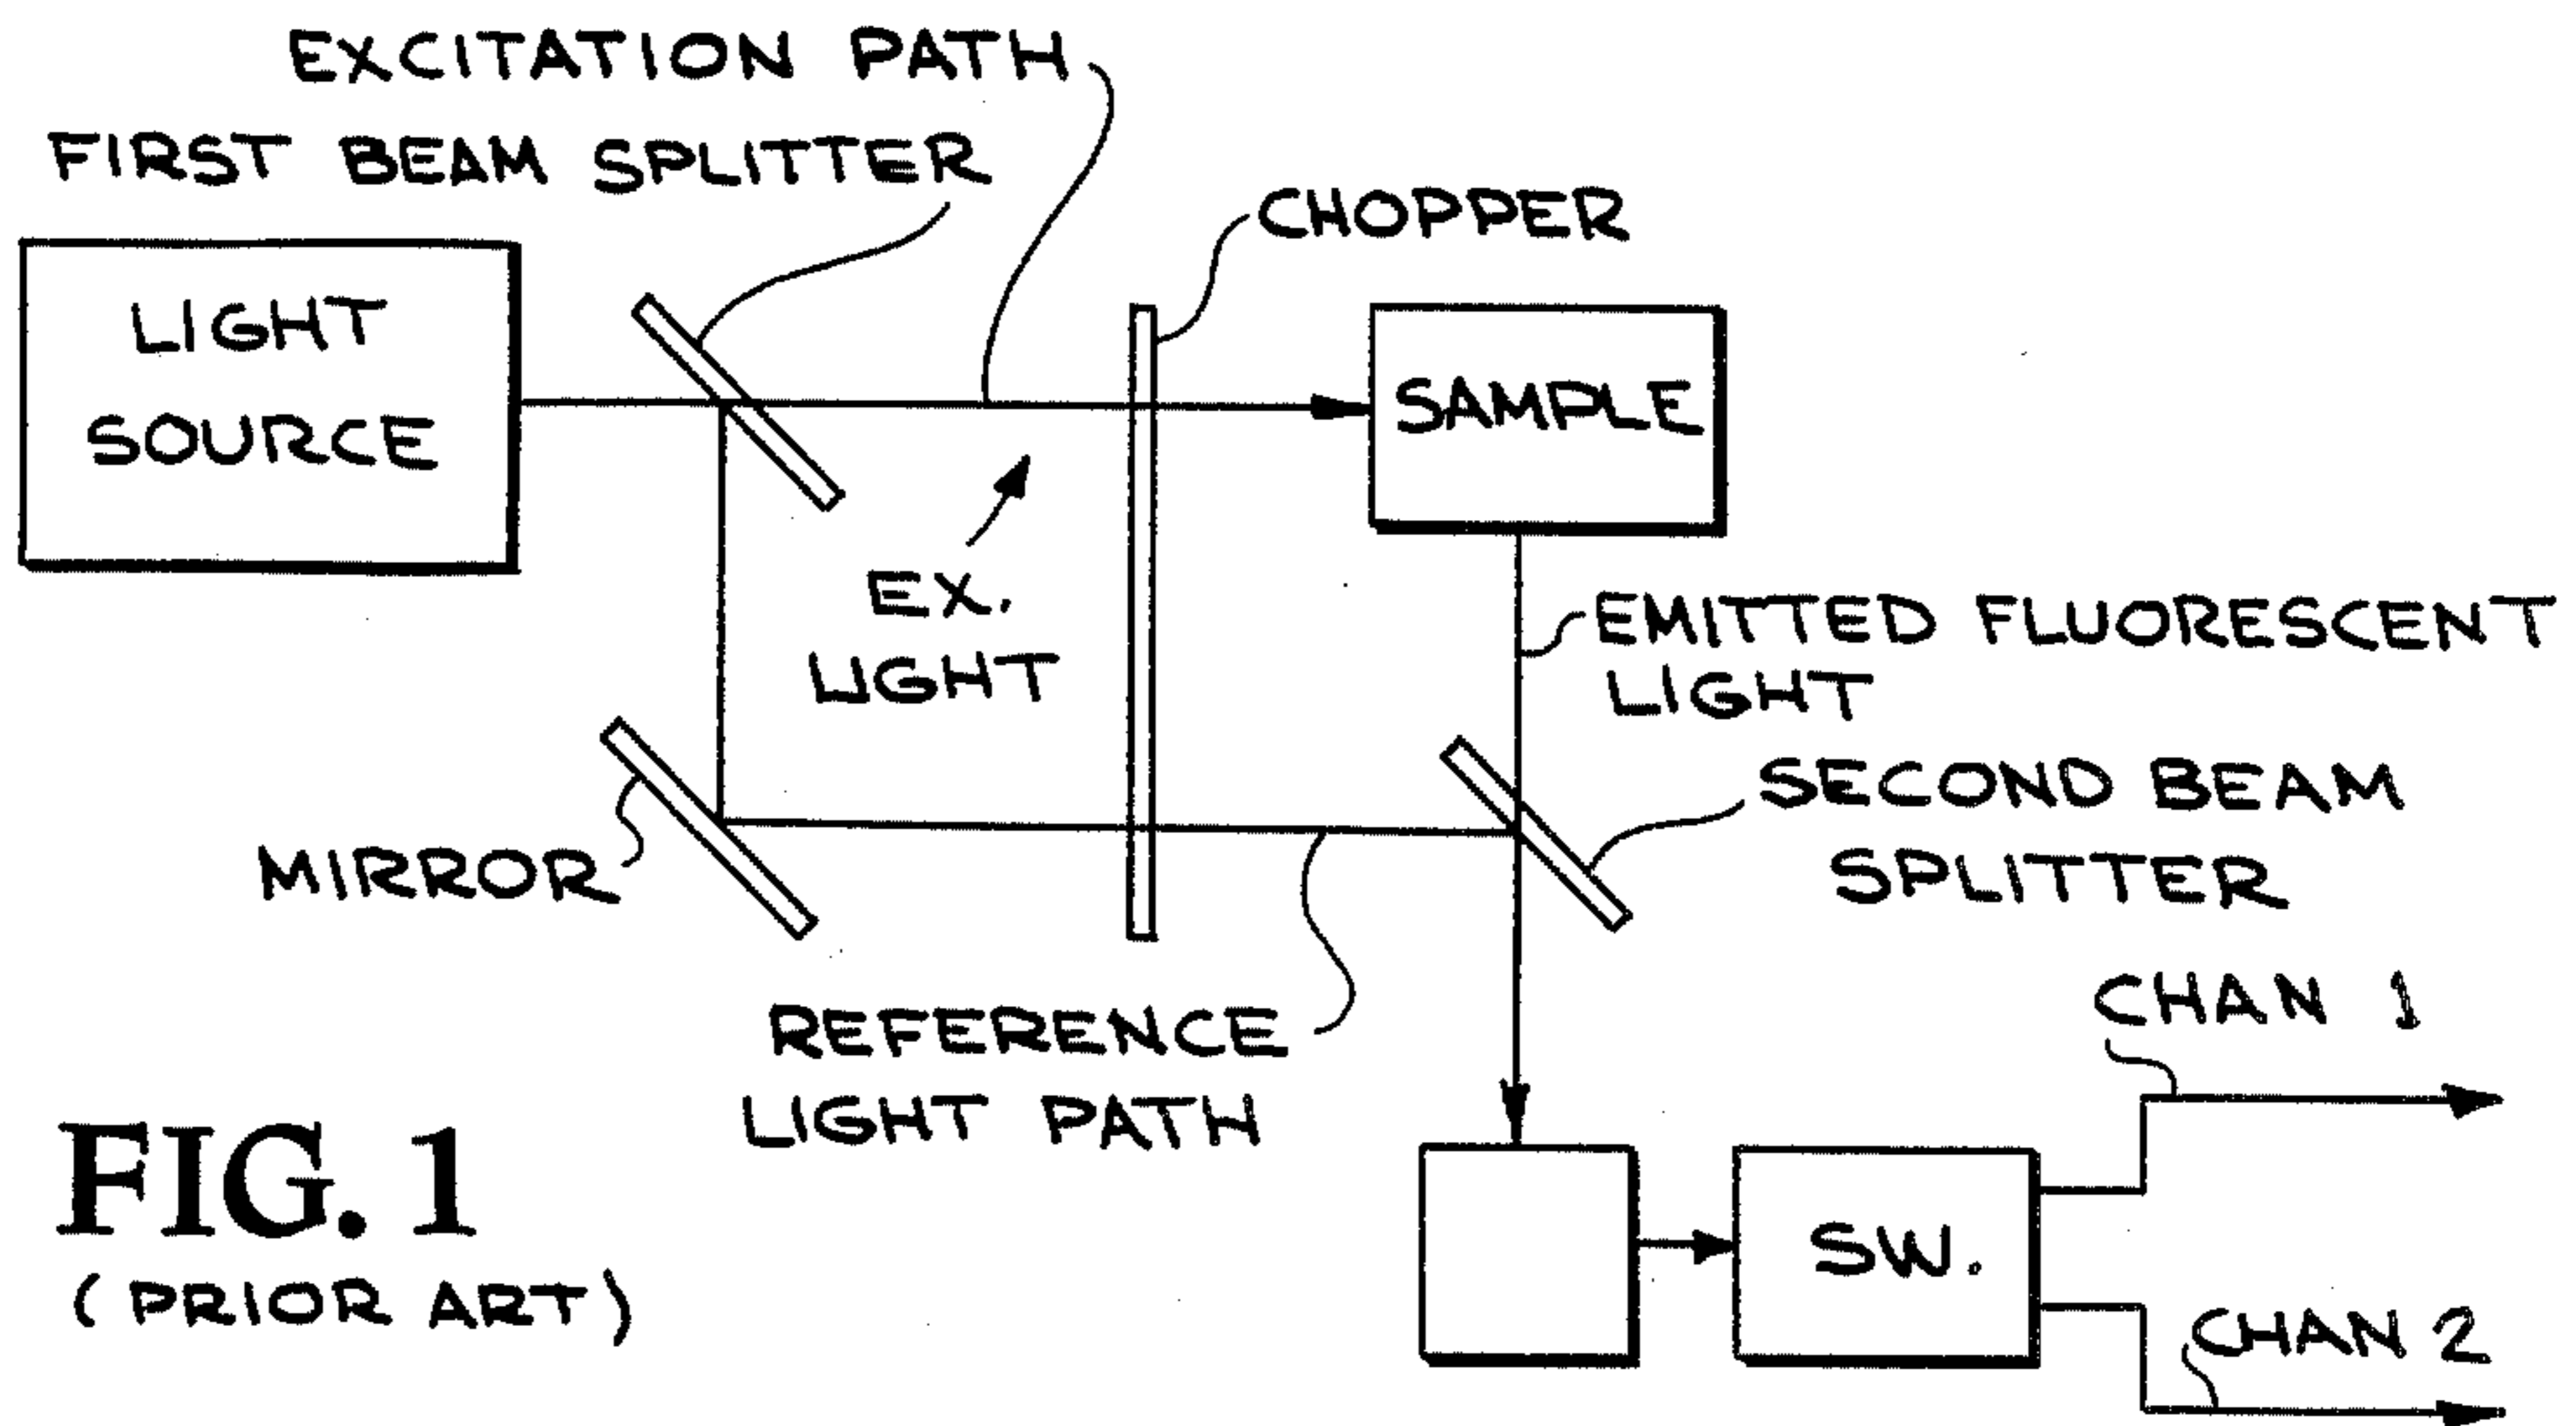 EXCITATION PATH
FIRST BEAM SPLITTER
CHOPPER
LIGHT
SOURCE
SAMPLE
EX.
LIGHT
EMITTED FLUORESCENT
LIGHT
MIRROR
SECOND BEAM
SPLITTER
REFERENCE
LIGHT PATH
CHAN 1
SW.
CHAN 2
FIG. 1
(PRIOR ART)